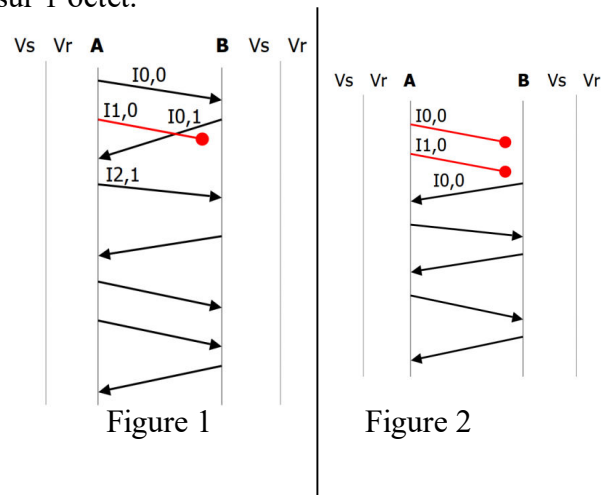 sur 1 octet.
Vs Vr A B Vs Vr
I0,0
I1,0 I0,1
I2,1
Figure 1
Vs Vr A B Vs Vr
I0,0
I1,0
I0,0
Figure 2